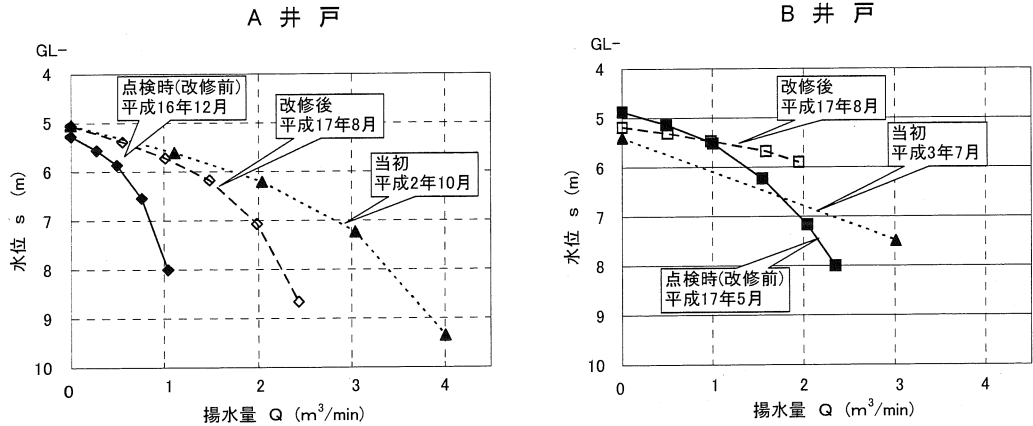 A 井 戸
GL-
4
5
6
7
8
9
10
水位 s (m)
点検時(改修前)
平成16年12月
改修後
平成17年8月
当初
平成2年10月
0
1
2
3
4
揚水量 Q (m³/min)
B 井 戸
GL-
4
5
6
7
8
9
10
水位 s (m)
改修後
平成17年8月
当初
平成3年7月
点検時(改修前)
平成17年5月
0
1
2
3
4
揚水量 Q (m³/min)